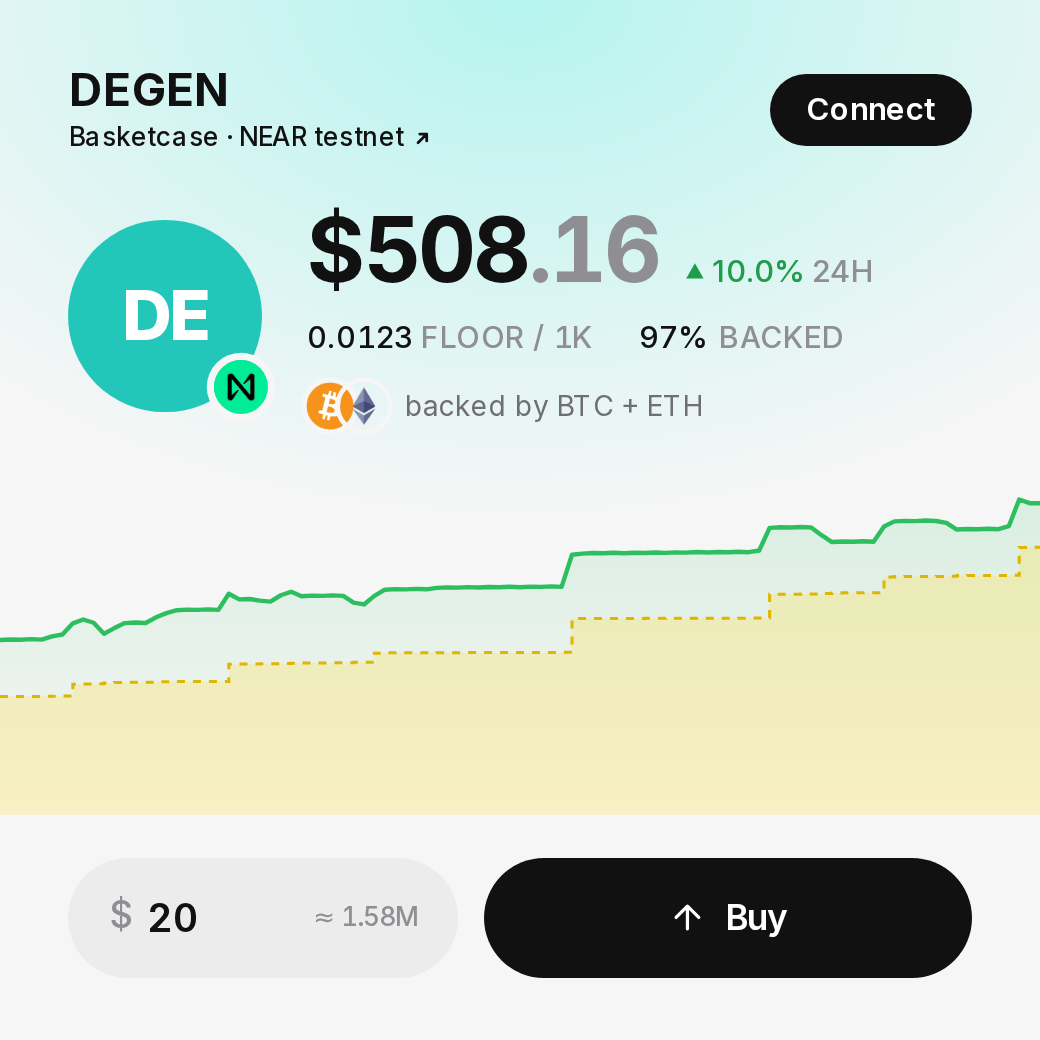 DEGEN
Basketcase · NEAR testnet ↗
Connect
DE
$508.16 ▲ 10.0% 24H
0.0123 FLOOR / 1K 97% BACKED
backed by BTC + ETH
$ 20 ≈ 1.58M
↑ Buy